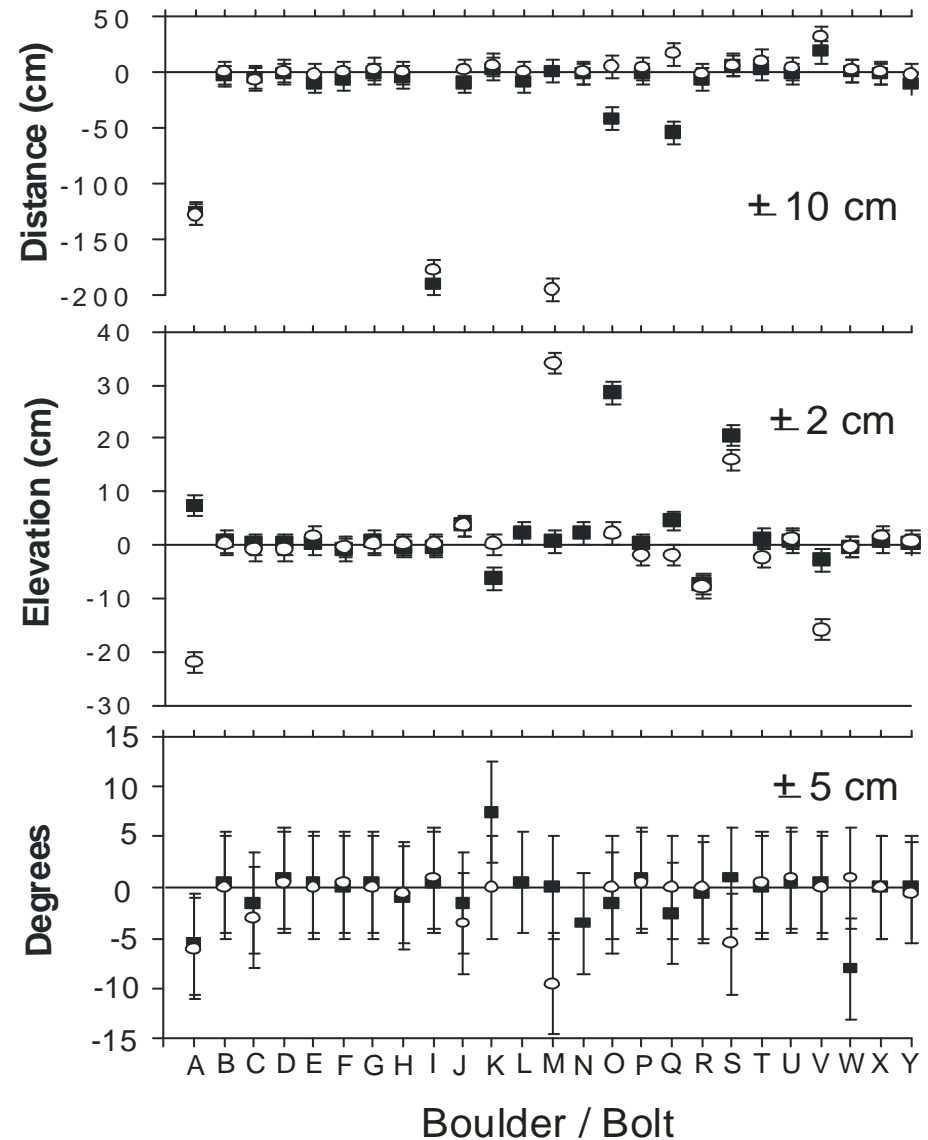 Distance (cm)
50
0
-50
-100
-150
-200
± 10 cm
Elevation (cm)
40
30
20
10
0
-10
-20
-30
± 2 cm
Degrees
15
10
5
0
-5
-10
-15
± 5 cm
A B C D E F G H I J K L M N O P Q R S T U V W X Y
Boulder / Bolt